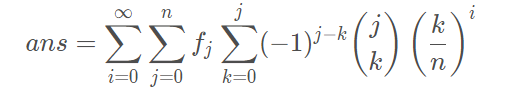 $ans = \sum_{i=0}^{\infty} \sum_{j=0}^{n} f_j \sum_{k=0}^{j} (-1)^{j-k} \binom{j}{k} \left(\frac{k}{n}\right)^i$